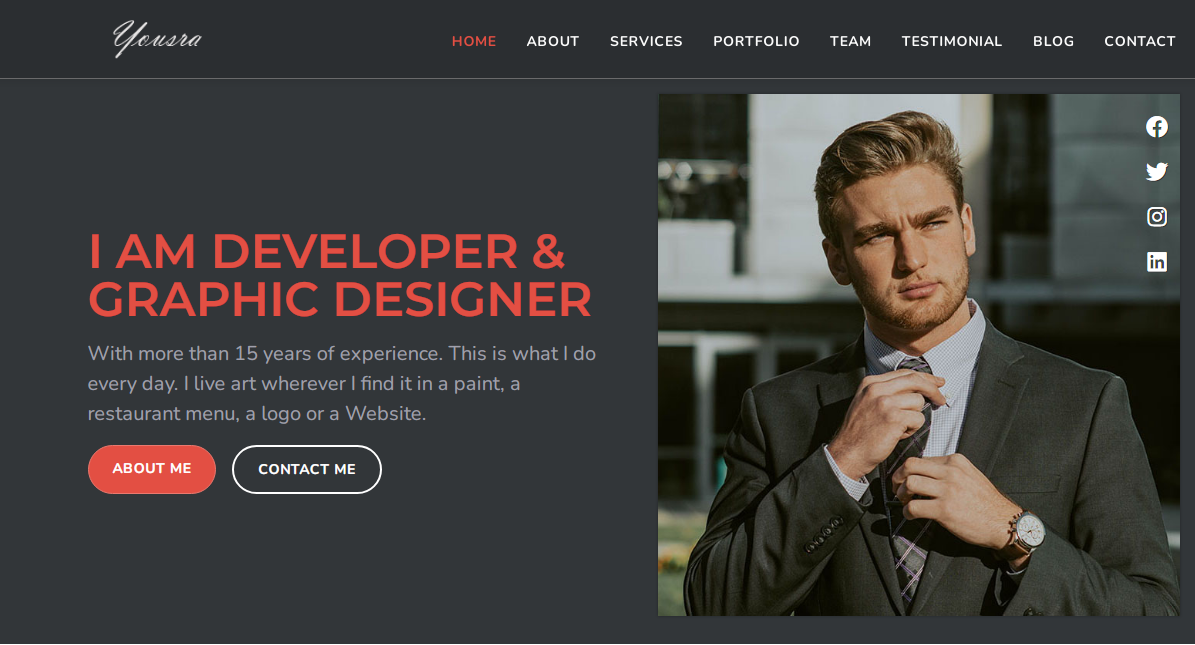 Yousra
HOME ABOUT SERVICES PORTFOLIO TEAM TESTIMONIAL BLOG CONTACT
I AM DEVELOPER &
GRAPHIC DESIGNER
With more than 15 years of experience. This is what I do
every day. I live art wherever I find it in a paint, a
restaurant menu, a logo or a Website.
ABOUT ME CONTACT ME